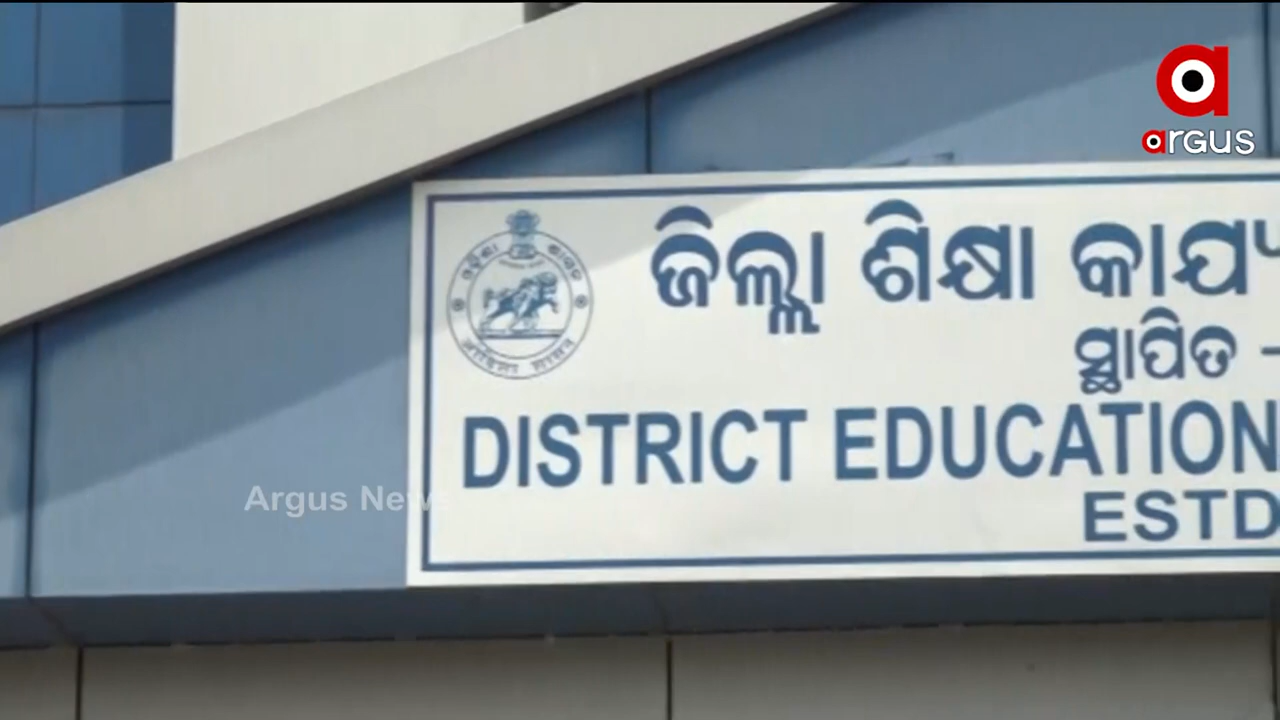 argus
ଜିଲ୍ଲା ଶିକ୍ଷା
ସ୍ଥାପିତ -
DISTRICT EDUCATION
ESTD
Argus News